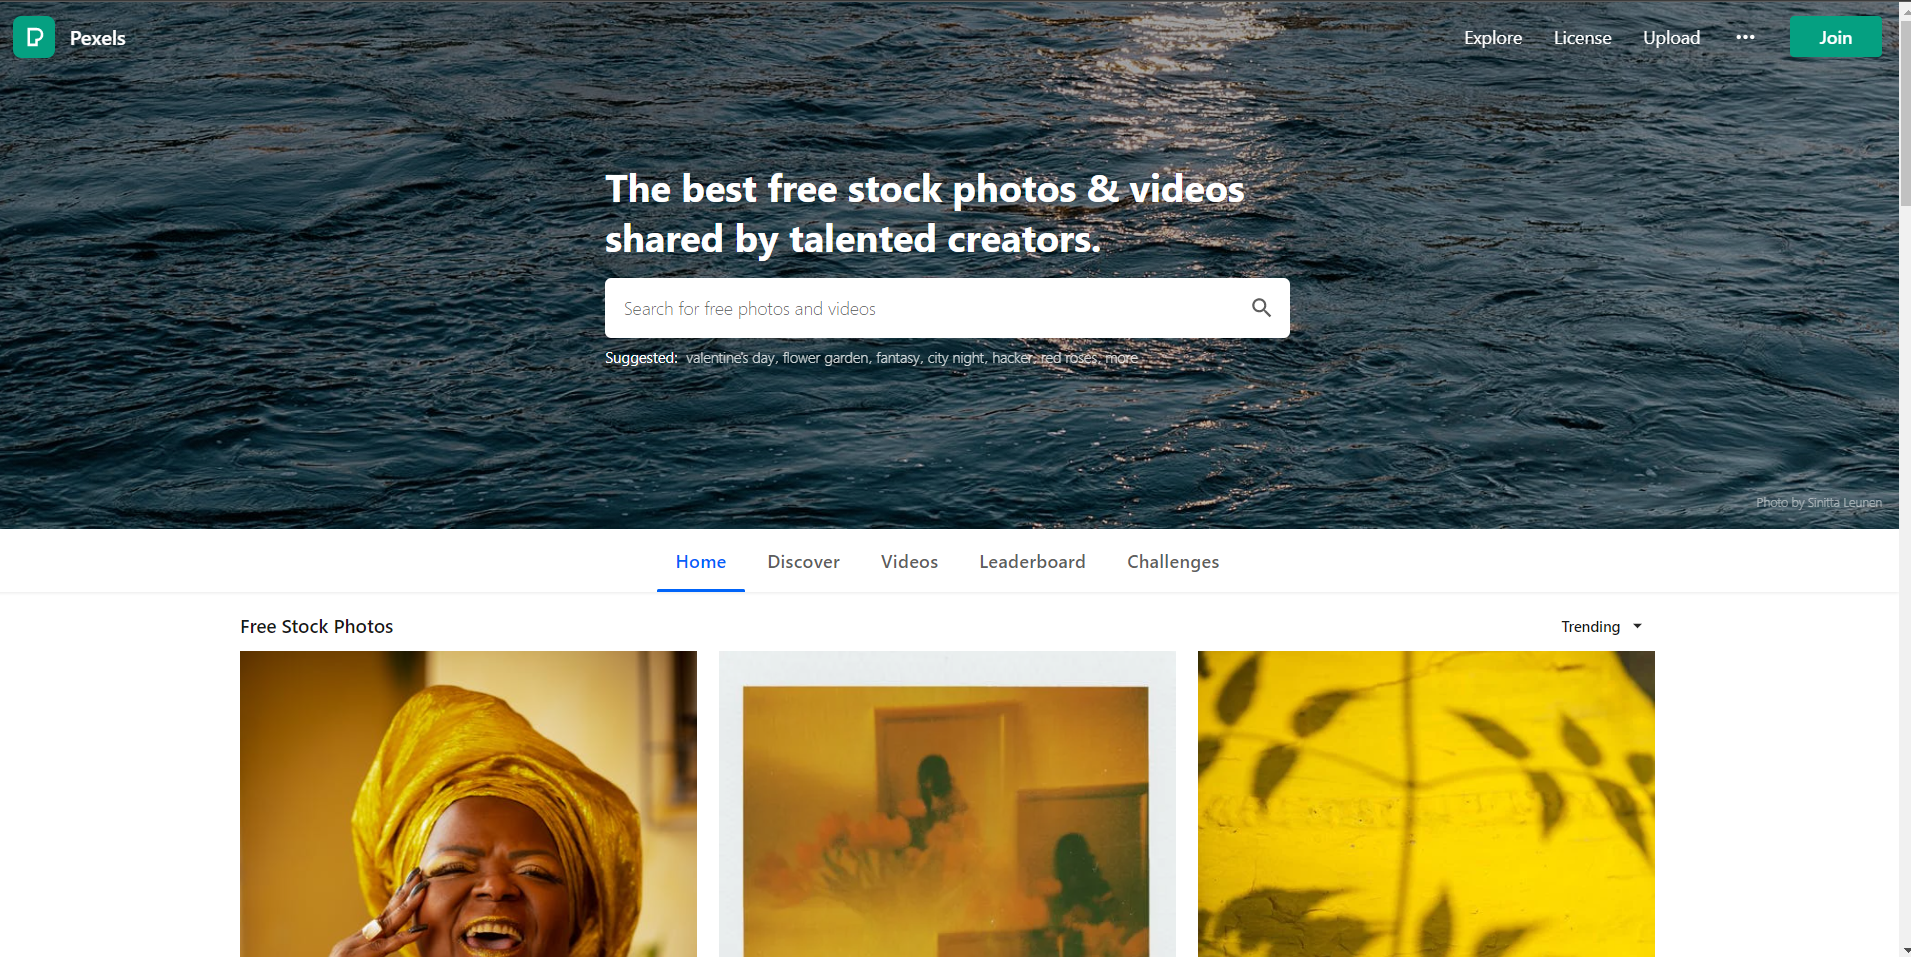 Pexels
Explore
License
Upload
Join
The best free stock photos & videos
shared by talented creators.
Search for free photos and videos
Suggested: valentine's day, flower garden, fantasy, city night, hacker, red roses, more
Photo by Sinitta Leunen
Home
Discover
Videos
Leaderboard
Challenges
Free Stock Photos
Trending